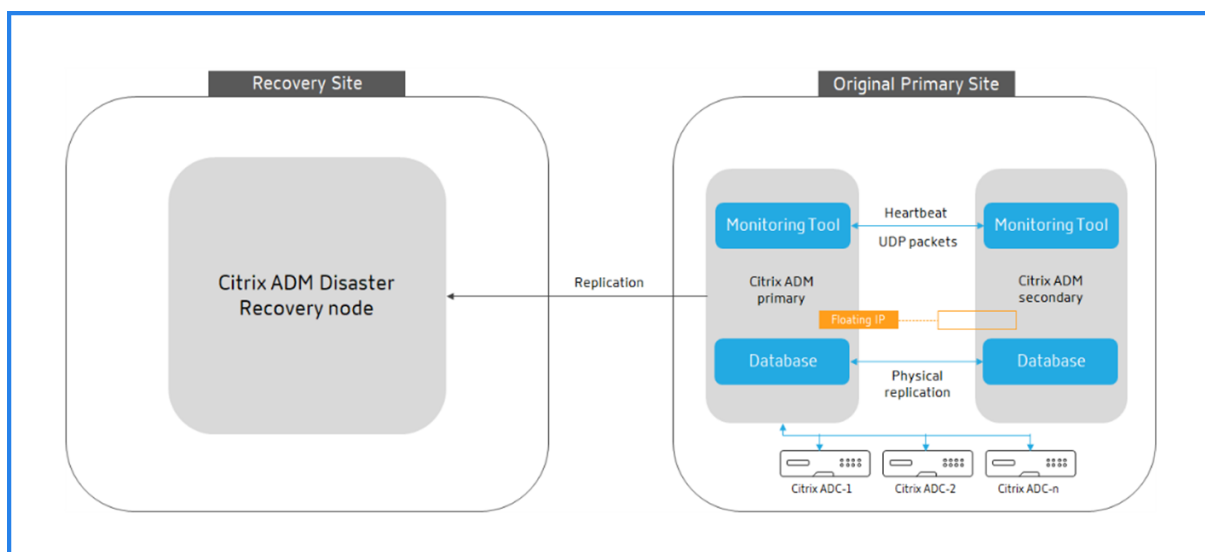 Recovery Site
Original Primary Site
Citrix ADM Disaster
Recovery node
Replication
Monitoring Tool
Heartbeat
UDP packets
Monitoring Tool
Citrix ADM
primary
Citrix ADM
secondary
Floating IP
Database
Physical
replication
Database
Citrix ADC-1
Citrix ADC-2
Citrix ADC-n